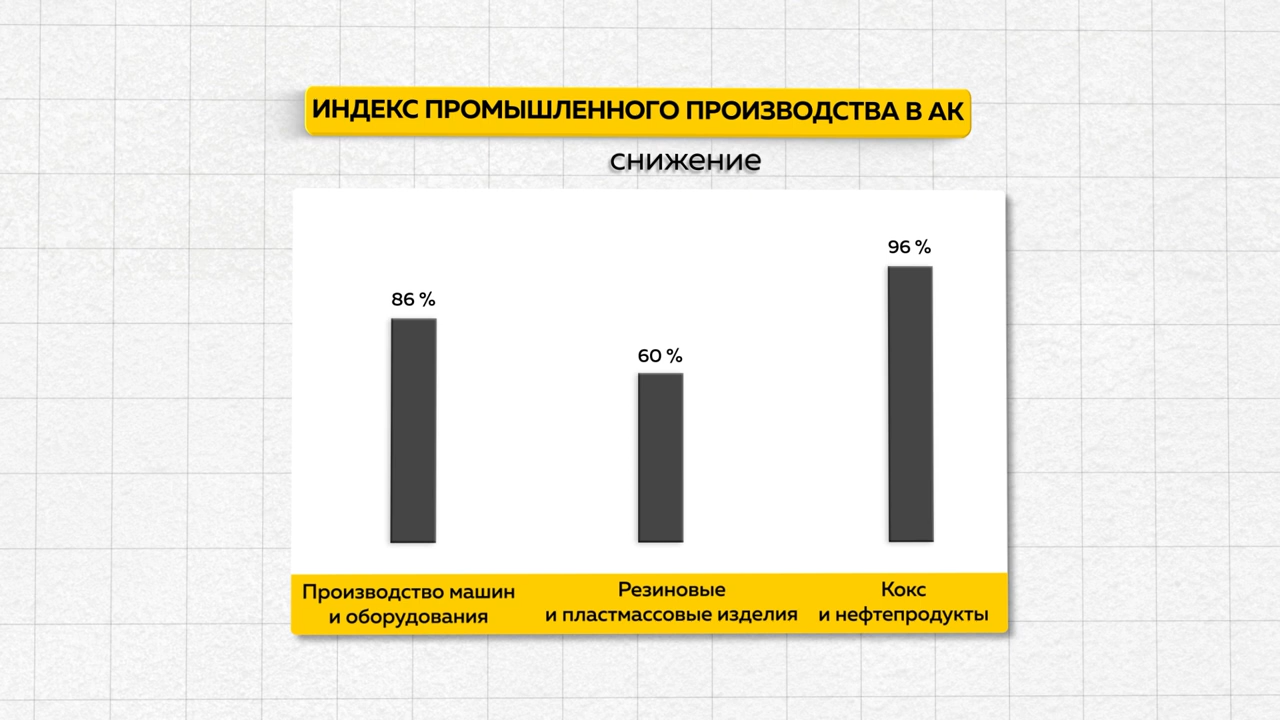 ИНДЕКС ПРОМЫШЛЕННОГО ПРОИЗВОДСТВА В АК
снижение
86 %
60 %
96 %
Производство машин
и оборудования
Резиновые
и пластмассовые изделия
Кокс
и нефтепродукты